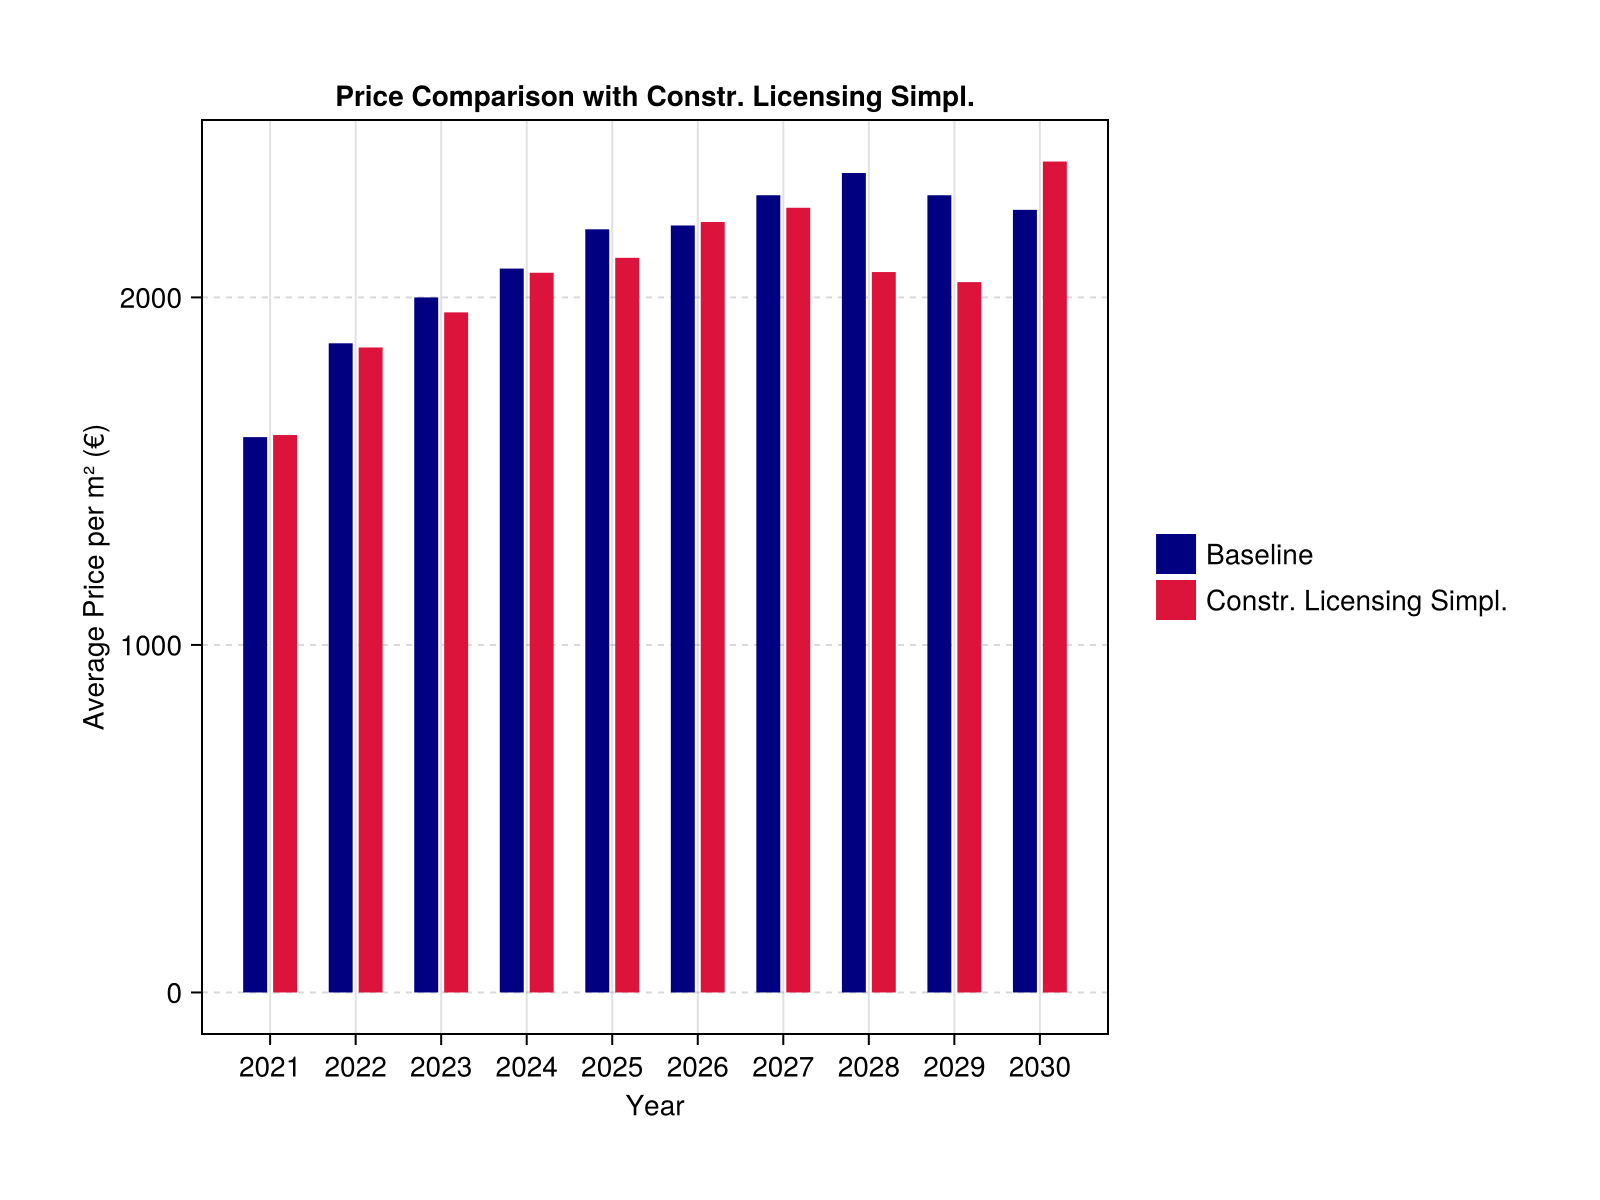 Price Comparison with Constr. Licensing Simpl.
Average Price per m² (€)
2000
1000
0
2021 2022 2023 2024 2025 2026 2027 2028 2029 2030
Year
Baseline
Constr. Licensing Simpl.